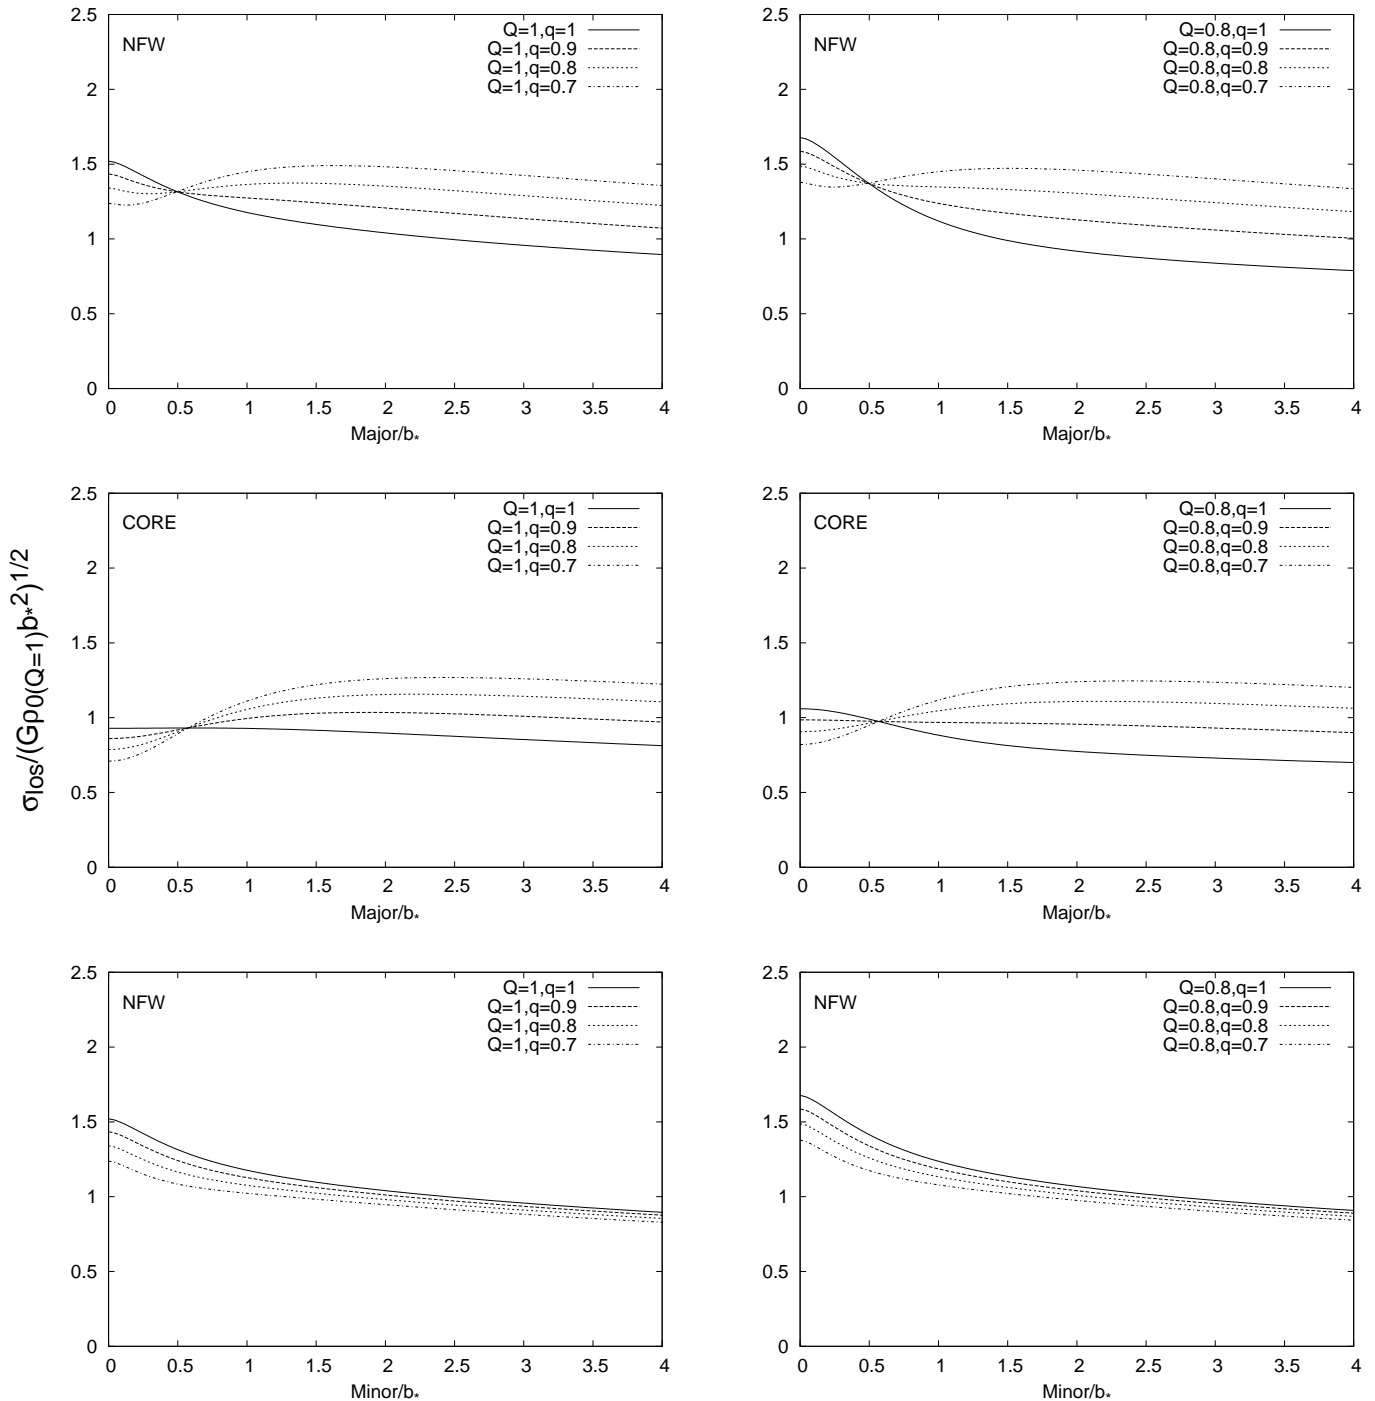 2.5
2
1.5
1
0.5
0
NFW
Q=1,q=1
Q=1,q=0.9
Q=1,q=0.8
Q=1,q=0.7
0 0.5 1 1.5 2 2.5 3 3.5 4
Major/b*
2.5
2
1.5
1
0.5
0
NFW
Q=0.8,q=1
Q=0.8,q=0.9
Q=0.8,q=0.8
Q=0.8,q=0.7
0 0.5 1 1.5 2 2.5 3 3.5 4
Major/b*
σlos/(Gρ0(Q=1)b*2)1/2
2.5
2
1.5
1
0.5
0
CORE
Q=1,q=1
Q=1,q=0.9
Q=1,q=0.8
Q=1,q=0.7
0 0.5 1 1.5 2 2.5 3 3.5 4
Major/b*
2.5
2
1.5
1
0.5
0
CORE
Q=0.8,q=1
Q=0.8,q=0.9
Q=0.8,q=0.8
Q=0.8,q=0.7
0 0.5 1 1.5 2 2.5 3 3.5 4
Major/b*
2.5
2
1.5
1
0.5
0
NFW
Q=1,q=1
Q=1,q=0.9
Q=1,q=0.8
Q=1,q=0.7
0 0.5 1 1.5 2 2.5 3 3.5 4
Minor/b*
2.5
2
1.5
1
0.5
0
NFW
Q=0.8,q=1
Q=0.8,q=0.9
Q=0.8,q=0.8
Q=0.8,q=0.7
0 0.5 1 1.5 2 2.5 3 3.5 4
Minor/b*